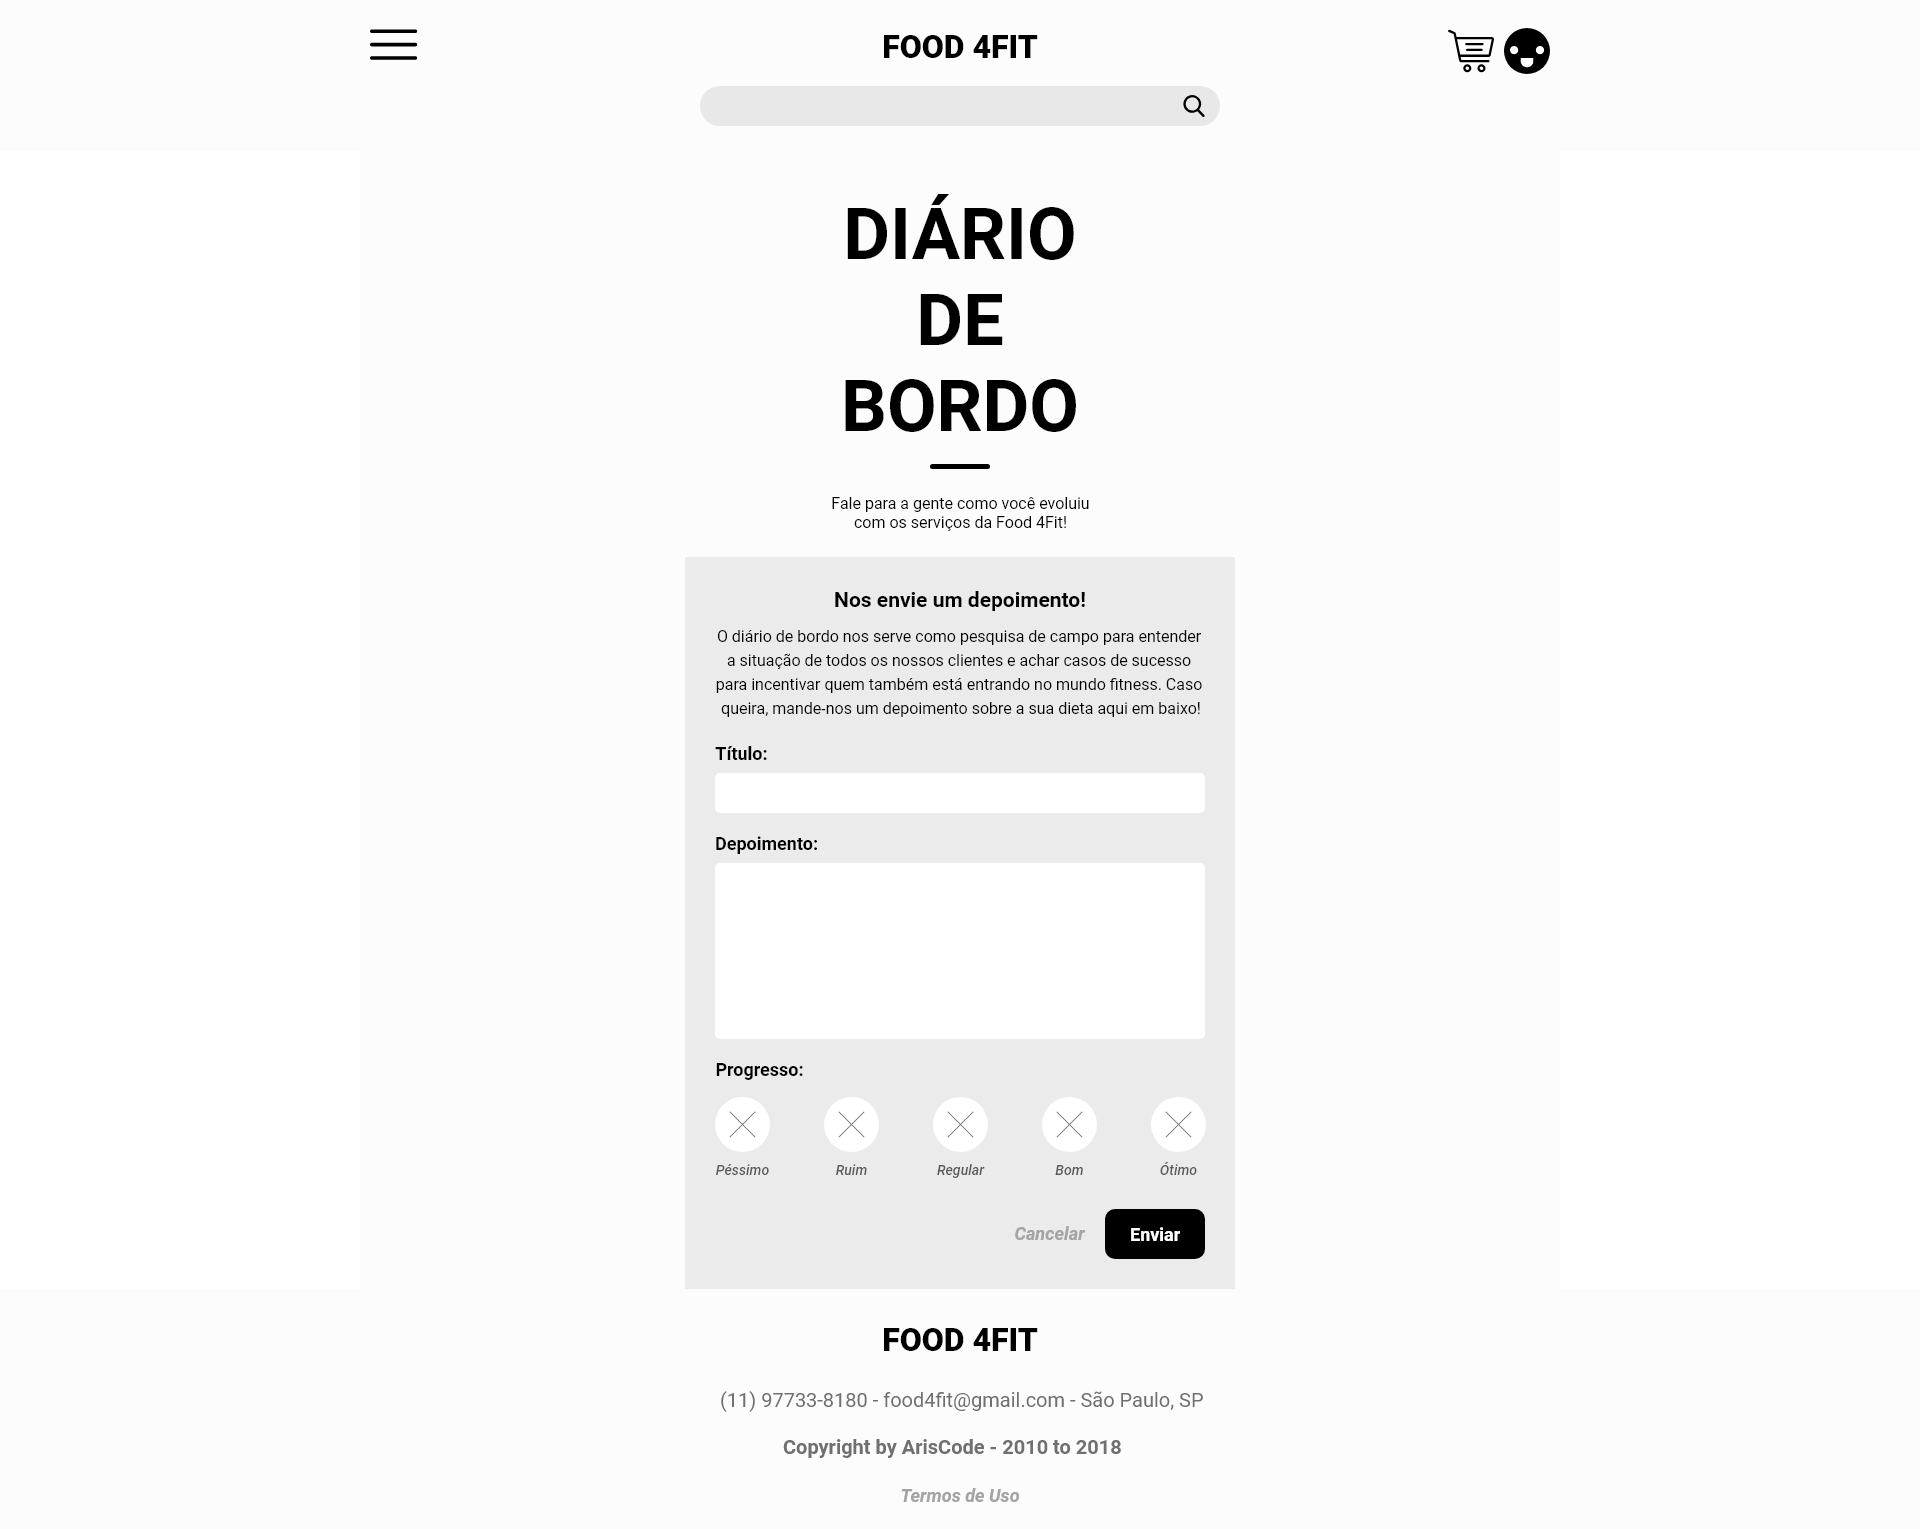 FOOD 4FIT
DIÁRIO
DE
BORDO
Fale para a gente como você evoluiu
com os serviços da Food 4Fit!
Nos envie um depoimento!
O diário de bordo nos serve como pesquisa de campo para entender
a situação de todos os nossos clientes e achar casos de sucesso
para incentivar quem também está entrando no mundo fitness. Caso
queira, mande-nos um depoimento sobre a sua dieta aqui em baixo!
Título:
Depoimento:
Progresso:
Péssimo
Ruim
Regular
Bom
Ótimo
Cancelar
Enviar
FOOD 4FIT
(11) 97733-8180 - food4fit@gmail.com - São Paulo, SP
Copyright by ArisCode - 2010 to 2018
Termos de Uso